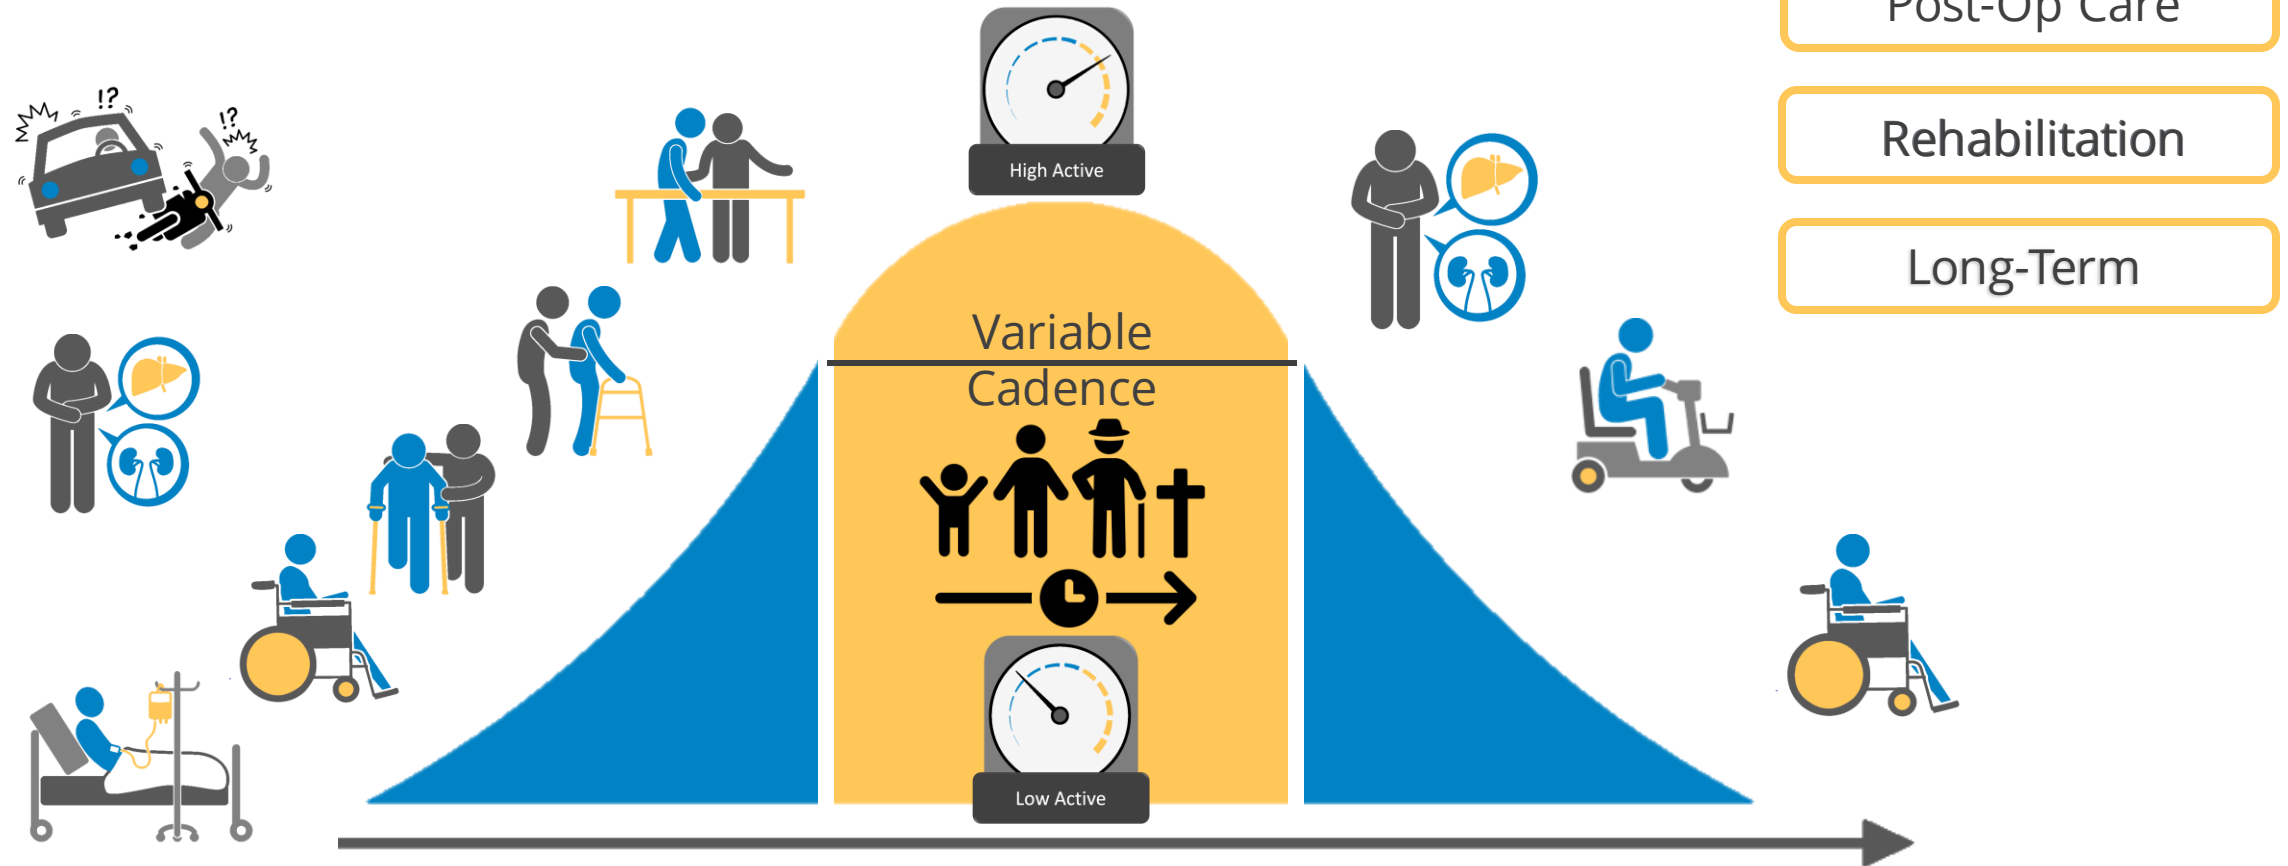 Post-Op Care
!?
!?
High Active
Rehabilitation
Long-Term
Variable
Cadence
Low Active